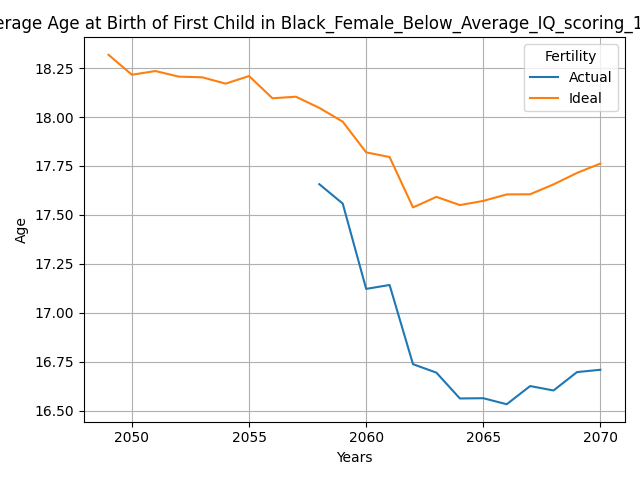 erage Age at Birth of First Child in Black_Female_Below_Average_IQ_scoring_1
Fertility
Actual
Ideal
18.25
18.00
17.75
17.50
17.25
17.00
16.75
16.50
Age
2050 2055 2060 2065 2070
Years